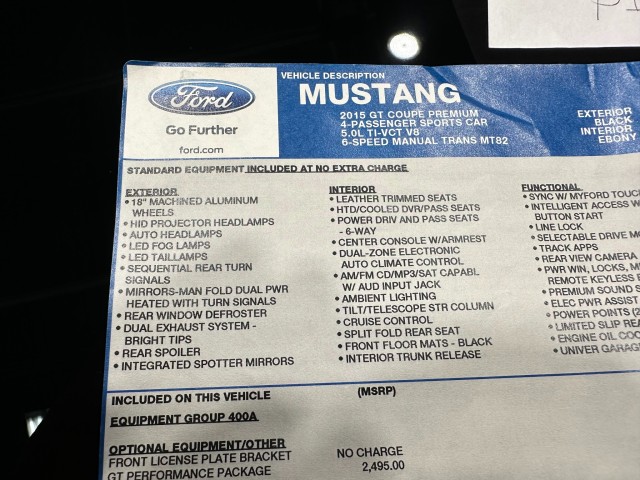 Ford
Go Further
ford.com
VEHICLE DESCRIPTION
MUSTANG
2015 GT COUPE PREMIUM
4-PASSENGER SPORTS CAR
5.0L TI-VCT V8
6-SPEED MANUAL TRANS MT82
EXTERIOR
BLACK
INTERIOR
EBONY
STANDARD EQUIPMENT INCLUDED AT NO EXTRA CHARGE
EXTERIOR
• 18" MACHINED ALUMINUM
WHEELS
• HID PROJECTOR HEADLAMPS
• AUTO HEADLAMPS
• LED FOG LAMPS
• LED TAILLAMPS
• SEQUENTIAL REAR TURN
SIGNALS
• MIRRORS-MAN FOLD DUAL PWR
HEATED WITH TURN SIGNALS
• REAR WINDOW DEFROSTER
• DUAL EXHAUST SYSTEM -
BRIGHT TIPS
• REAR SPOILER
• INTEGRATED SPOTTER MIRRORS
INTERIOR
• LEATHER TRIMMED SEATS
• HTD/COOLED DVR/PASS SEATS
• POWER DRIV AND PASS SEATS
- 6-WAY
• CENTER CONSOLE W/ARMREST
• DUAL-ZONE ELECTRONIC
AUTO CLIMATE CONTROL
• AM/FM CD/MP3/SAT CAPABL
W/ AUD INPUT JACK
• AMBIENT LIGHTING
• TILT/TELESCOPE STR COLUMN
• CRUISE CONTROL
• SPLIT FOLD REAR SEAT
• FRONT FLOOR MATS - BLACK
• INTERIOR TRUNK RELEASE
FUNCTIONAL
• SYNC W/ MYFORD TOUC
• INTELLIGENT ACCESS W
BUTTON START
• LINE LOCK
• SELECTABLE DRIVE MO
• TRACK APPS
• REAR VIEW CAMERA
• PWR WIN, LOCKS, M
REMOTE KEYLESS
• PREMIUM SOUND S
• ELEC PWR ASSIST
• POWER POINTS (2
• LIMITED SLIP REA
• ENGINE OIL COO
• UNIVER GARAG
INCLUDED ON THIS VEHICLE
(MSRP)
EQUIPMENT GROUP 400A
OPTIONAL EQUIPMENT/OTHER
FRONT LICENSE PLATE BRACKET NO CHARGE
GT PERFORMANCE PACKAGE 2,495.00